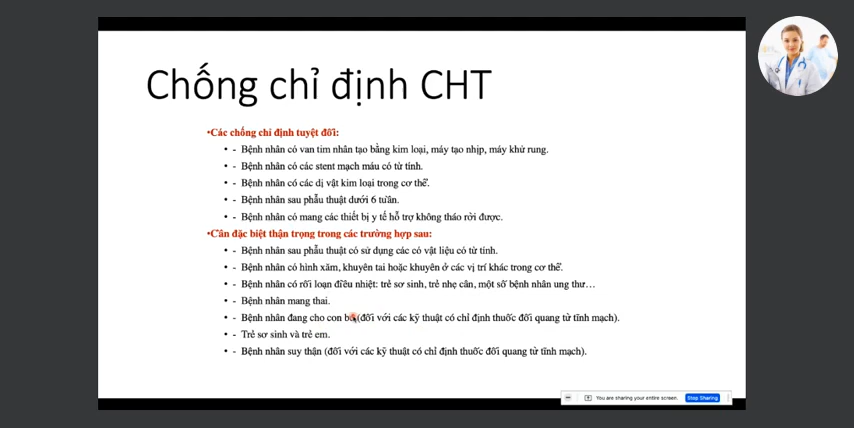 Chống chỉ định CHT
•Các chống chỉ định tuyệt đối:
• - Bệnh nhân có van tim nhân tạo bằng kim loại, máy tạo nhịp, máy khử rung.
• - Bệnh nhân có các stent mạch máu có từ tính.
• - Bệnh nhân có các dị vật kim loại trong cơ thể.
• - Bệnh nhân sau phẫu thuật dưới 6 tuần.
• - Bệnh nhân có mang các thiết bị y tế hỗ trợ không tháo rời được.
•Cần đặc biệt thận trọng trong các trường hợp sau:
• - Bệnh nhân sau phẫu thuật có sử dụng các có vật liệu có từ tính.
• - Bệnh nhân có hình xăm, khuyên tai hoặc khuyên ở các vị trí khác trong cơ thể.
• - Bệnh nhân có rối loạn điều nhiệt: trẻ sơ sinh, trẻ nhẹ cân, một số bệnh nhân ung thư…
• - Bệnh nhân mang thai.
• - Bệnh nhân đang cho con bú (đối với các kỹ thuật có chỉ định thuốc đối quang từ tĩnh mạch).
• - Trẻ sơ sinh và trẻ em.
• - Bệnh nhân suy thận (đối với các kỹ thuật có chỉ định thuốc đối quang từ tĩnh mạch).
You are sharing your entire screen. Stop Sharing